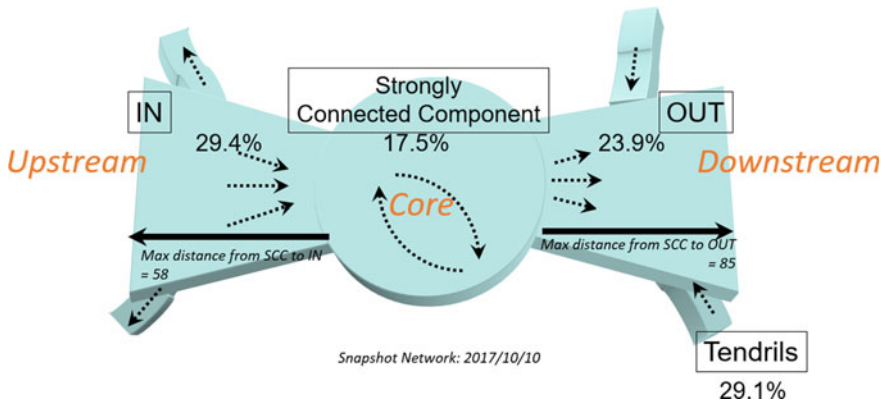 Strongly
Connected Component
IN
OUT
29.4%
17.5%
23.9%
Upstream
Downstream
Core
Max distance from SCC to IN
= 58
Max distance from SCC to OUT
= 85
Snapshot Network: 2017/10/10
Tendrils
29.1%